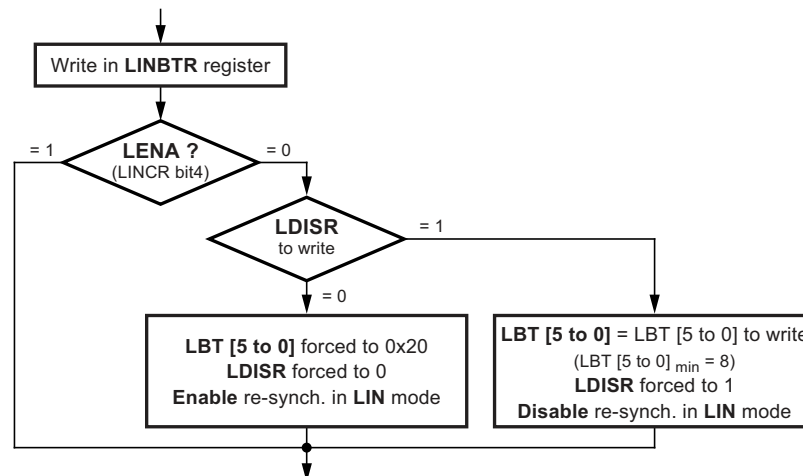 Write in LINBTR register
LENA ?
(LINCR bit4)
= 1
= 0
LDISR
to write
= 1
= 0
LBT [5 to 0] forced to 0x20
LDISR forced to 0
Enable re-synch. in LIN mode
LBT [5 to 0] = LBT [5 to 0] to write
(LBT [5 to 0] min = 8)
LDISR forced to 1
Disable re-synch. in LIN mode